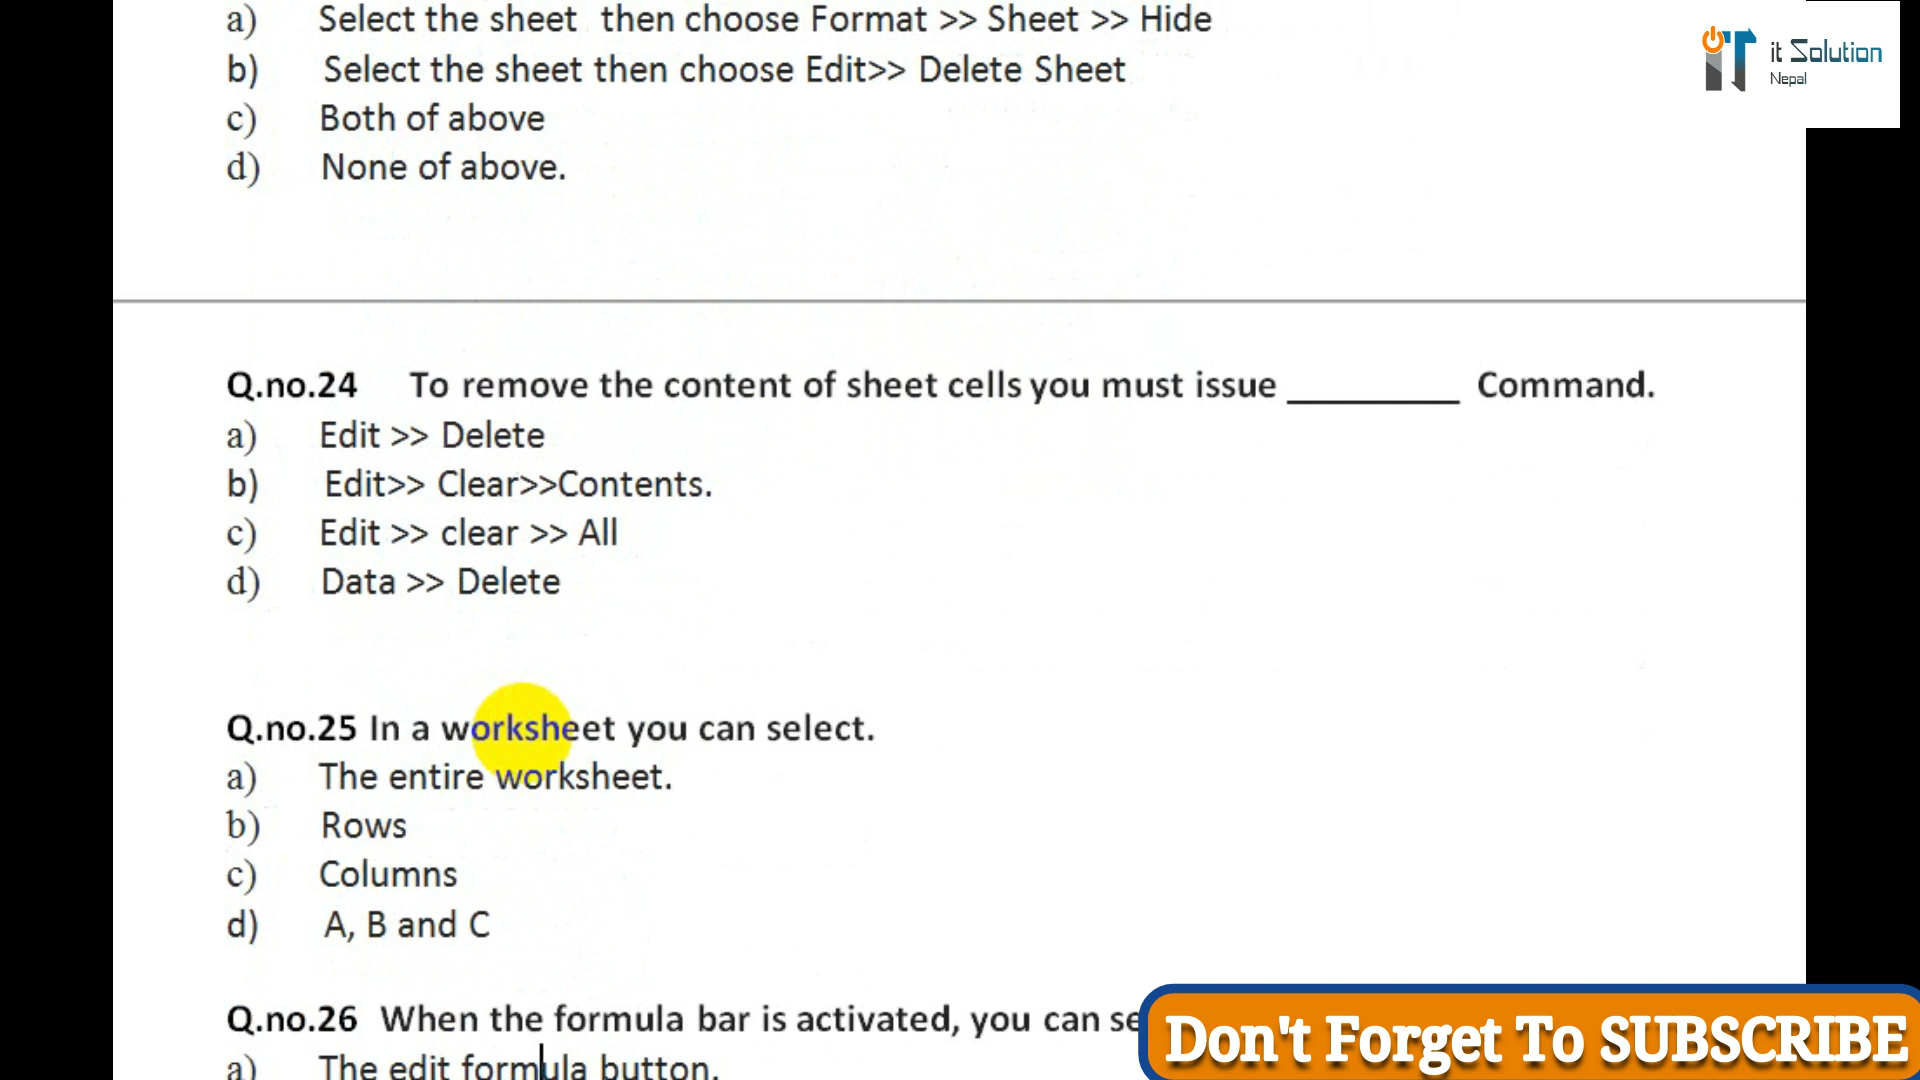 a) Select the sheet then choose Format >> Sheet >> Hide
b) Select the sheet then choose Edit>> Delete Sheet
c) Both of above
d) None of above.
it Solution
Nepal
Q.no.24 To remove the content of sheet cells you must issue _________ Command.
a) Edit >> Delete
b) Edit>> Clear>>Contents.
c) Edit >> clear >> All
d) Data >> Delete
Q.no.25 In a worksheet you can select.
a) The entire worksheet.
b) Rows
c) Columns
d) A, B and C
Q.no.26 When the formula bar is activated, you can se
a) The edit formula button.
Don't Forget To SUBSCRIBE